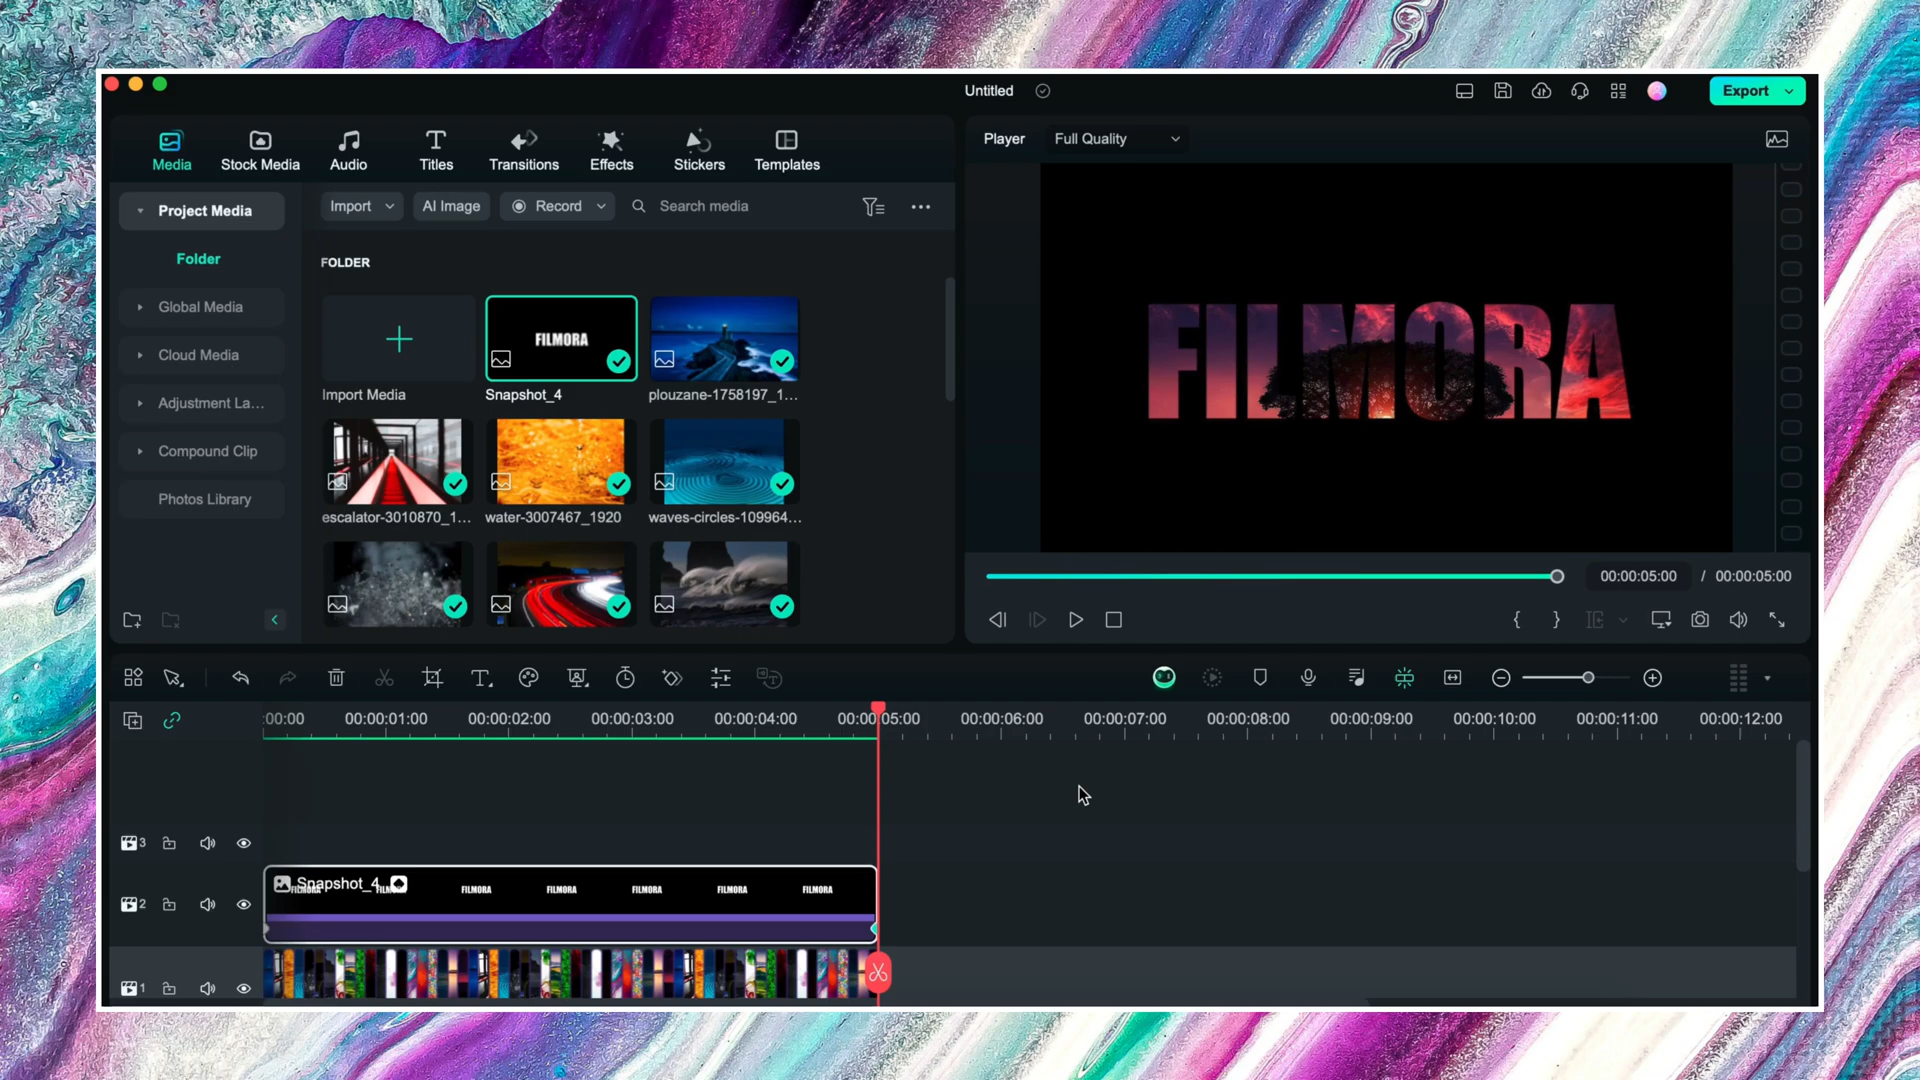 Untitled
Export
Media
Stock Media
Audio
Titles
Transitions
Effects
Stickers
Templates
Player
Full Quality
Project Media
Folder
Global Media
Cloud Media
Adjustment La...
Compound Clip
Photos Library
Import
AI Image
Record
Search media
FOLDER
Import Media
FILMORA
Snapshot_4
plouzane-1758197_1...
escalator-3010870_1...
water-3007467_1920
waves-circles-109964...
FILMORA
00:00:05:00 / 00:00:05:00
:00:00 00:00:01:00 00:00:02:00 00:00:03:00 00:00:04:00 00:00:05:00 00:00:06:00 00:00:07:00 00:00:08:00 00:00:09:00 00:00:10:00 00:00:11:00 00:00:12:00
3
2
Snapshot_4
FILMORA FILMORA FILMORA FILMORA FILMORA FILMORA FILMORA
1